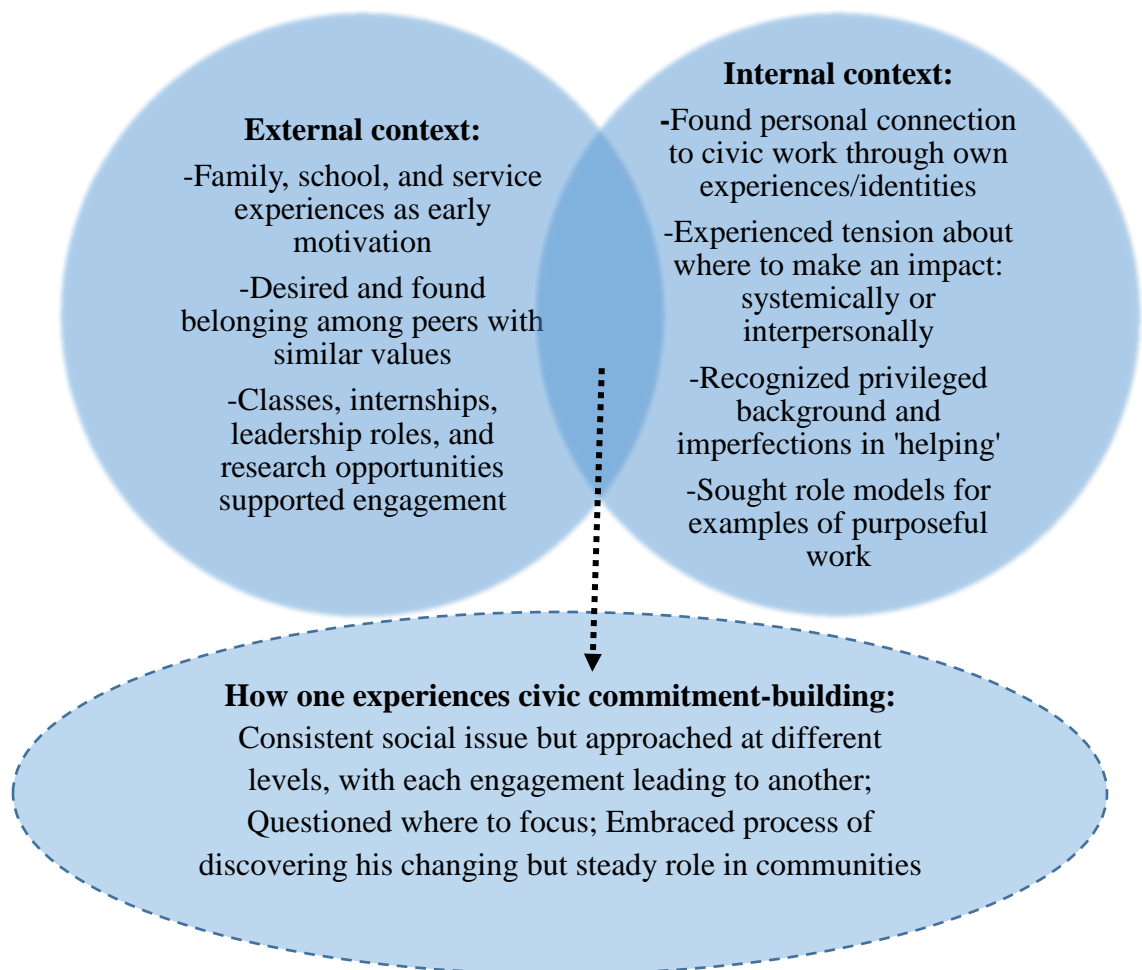 External context:
-Family, school, and service
experiences as early
motivation
-Desired and found
belonging among peers with
similar values
-Classes, internships,
leadership roles, and
research opportunities
supported engagement
Internal context:
-Found personal connection
to civic work through own
experiences/identities
-Experienced tension about
where to make an impact:
systemically or
interpersonally
-Recognized privileged
background and
imperfections in 'helping'
-Sought role models for
examples of purposeful
work
How one experiences civic commitment-building:
Consistent social issue but approached at different
levels, with each engagement leading to another;
Questioned where to focus; Embraced process of
discovering his changing but steady role in communities